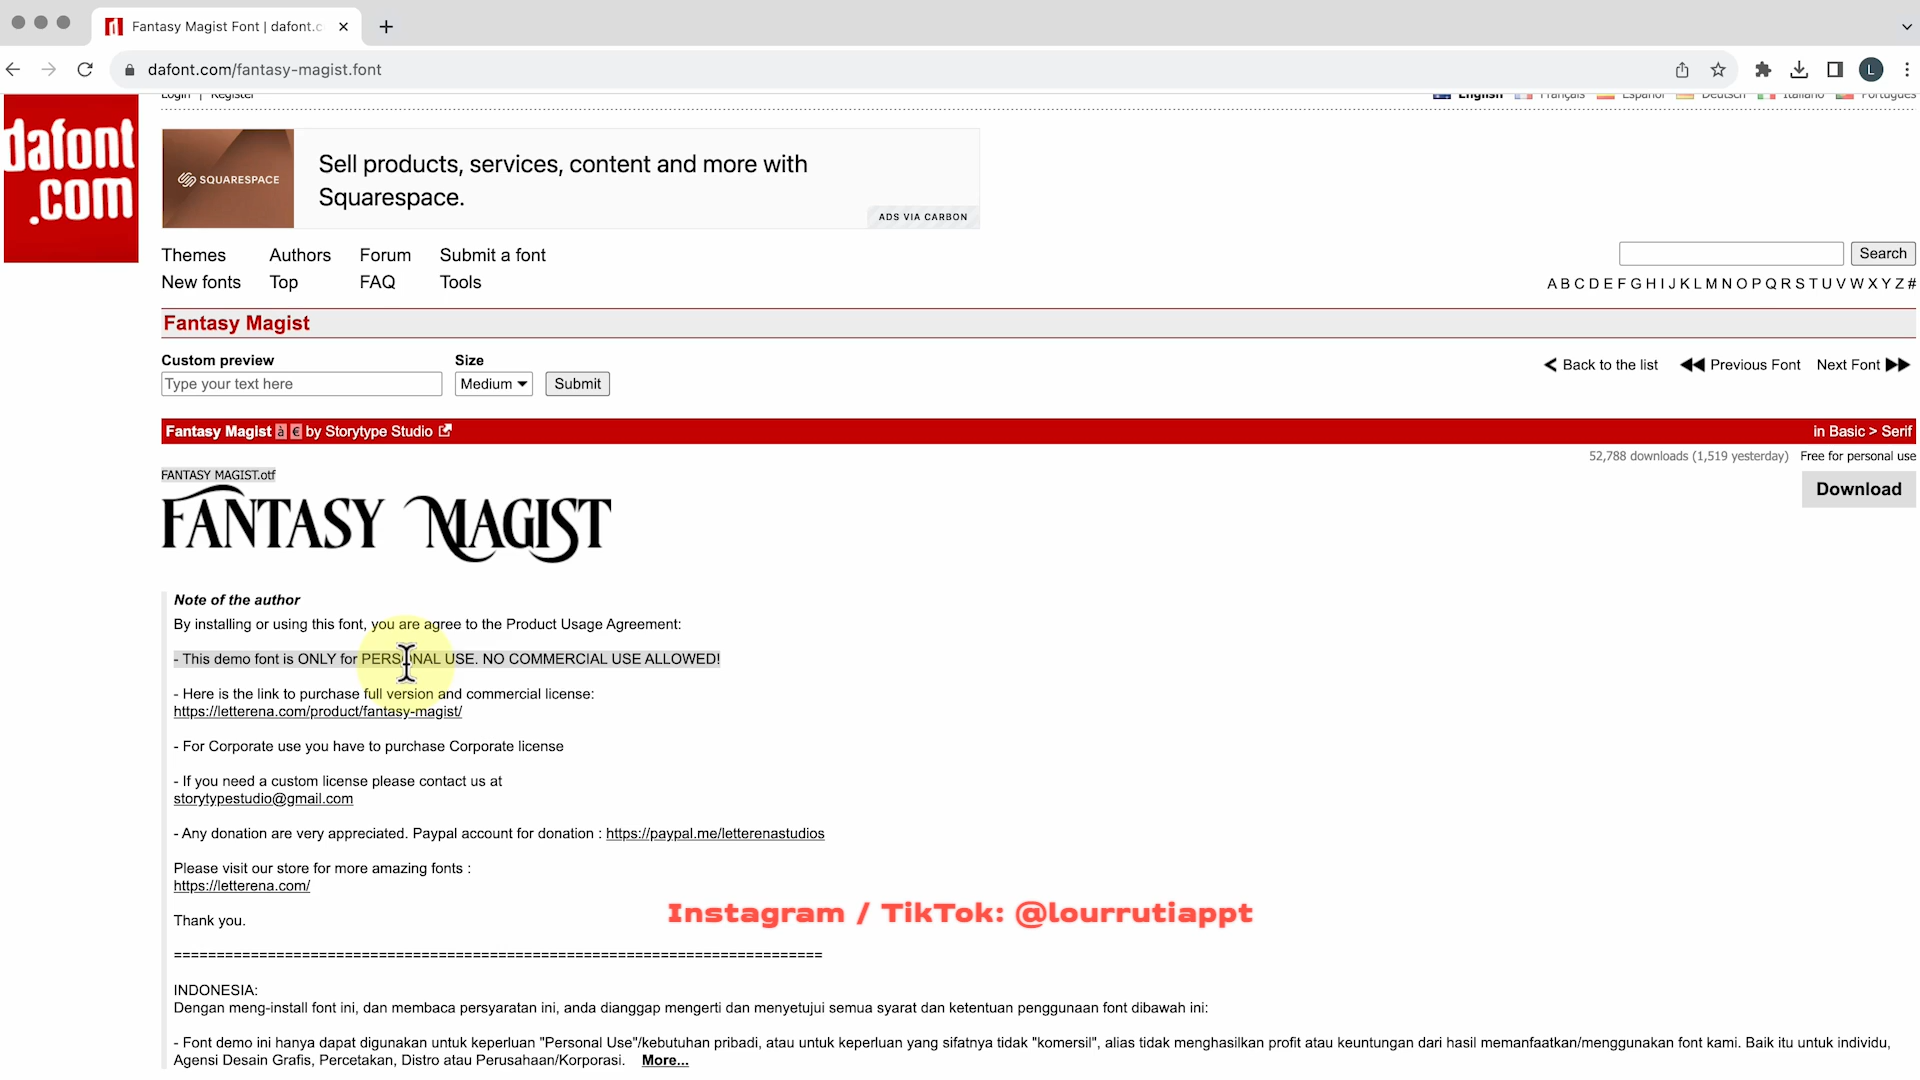 Fantasy Magist Font | dafont.c
dafont.com/fantasy-magist.font
L
Login | Register
English Français Español Deutsch Italiano Português
dafont
.com
SQUARESPACE
Sell products, services, content and more with
Squarespace.
ADS VIA CARBON
Themes Authors Forum Submit a font
New fonts Top FAQ Tools
Search
A B C D E F G H I J K L M N O P Q R S T U V W X Y Z #
Fantasy Magist
Custom preview Size
Type your text here Medium Submit
Back to the list Previous Font Next Font
Fantasy Magist à € by Storytype Studio in Basic > Serif
52,788 downloads (1,519 yesterday) Free for personal use
FANTASY MAGIST.otf
Download
FANTASY MAGIST
Note of the author
By installing or using this font, you are agree to the Product Usage Agreement:
- This demo font is ONLY for PERSONAL USE. NO COMMERCIAL USE ALLOWED!
- Here is the link to purchase full version and commercial license:
https://letterena.com/product/fantasy-magist/
- For Corporate use you have to purchase Corporate license
- If you need a custom license please contact us at
storytypestudio@gmail.com
- Any donation are very appreciated. Paypal account for donation : https://paypal.me/letterenastudios
Please visit our store for more amazing fonts :
https://letterena.com/
Instagram / TikTok: @lourrutiappt
Thank you.
============================================================================
INDONESIA:
Dengan meng-install font ini, dan membaca persyaratan ini, anda dianggap mengerti dan menyetujui semua syarat dan ketentuan penggunaan font dibawah ini:
- Font demo ini hanya dapat digunakan untuk keperluan "Personal Use"/kebutuhan pribadi, atau untuk keperluan yang sifatnya tidak "komersil", alias tidak menghasilkan profit atau keuntungan dari hasil memanfaatkan/menggunakan font kami. Baik itu untuk individu,
Agensi Desain Grafis, Percetakan, Distro atau Perusahaan/Korporasi. More...